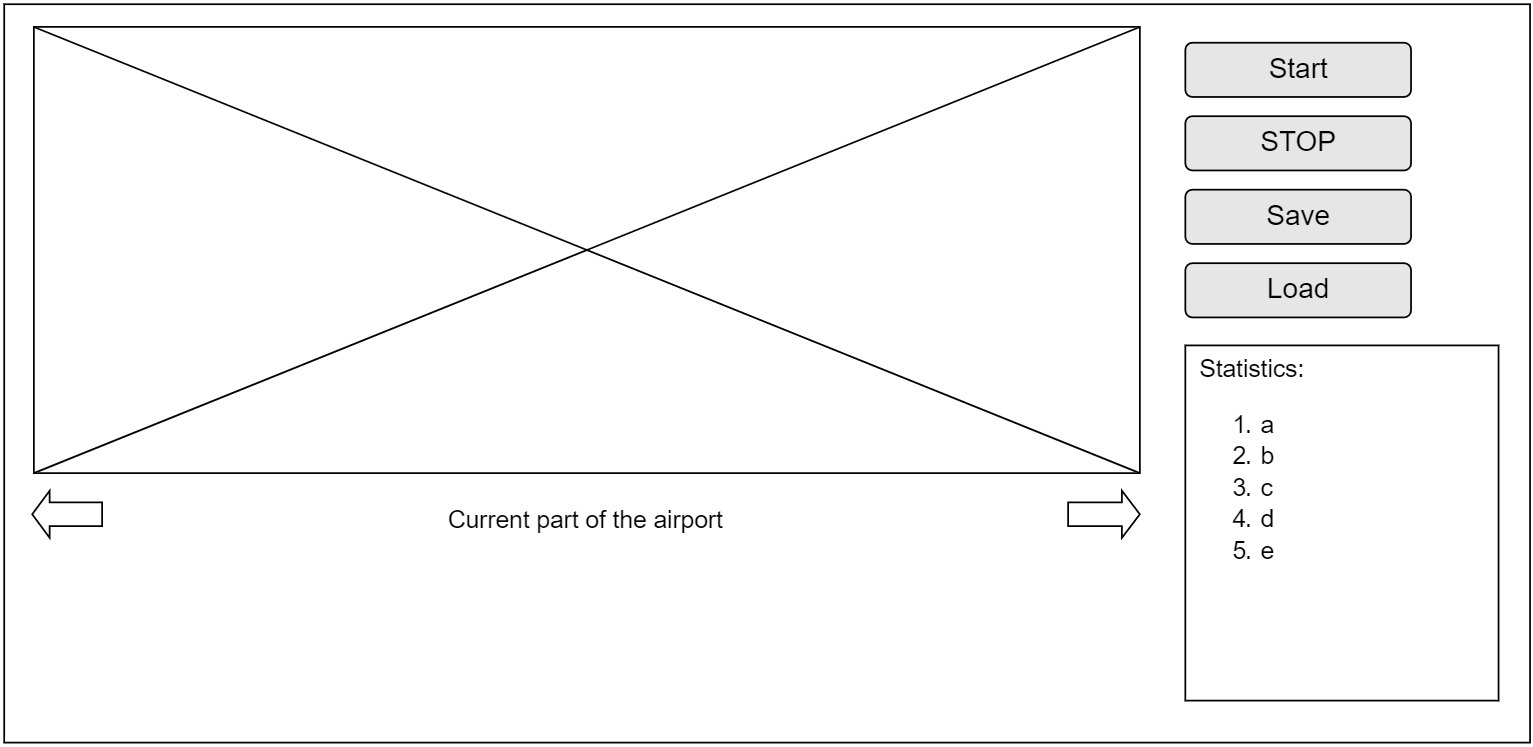 Start
STOP
Save
Load
Statistics:
1. a
2. b
3. c
4. d
5. e
Current part of the airport